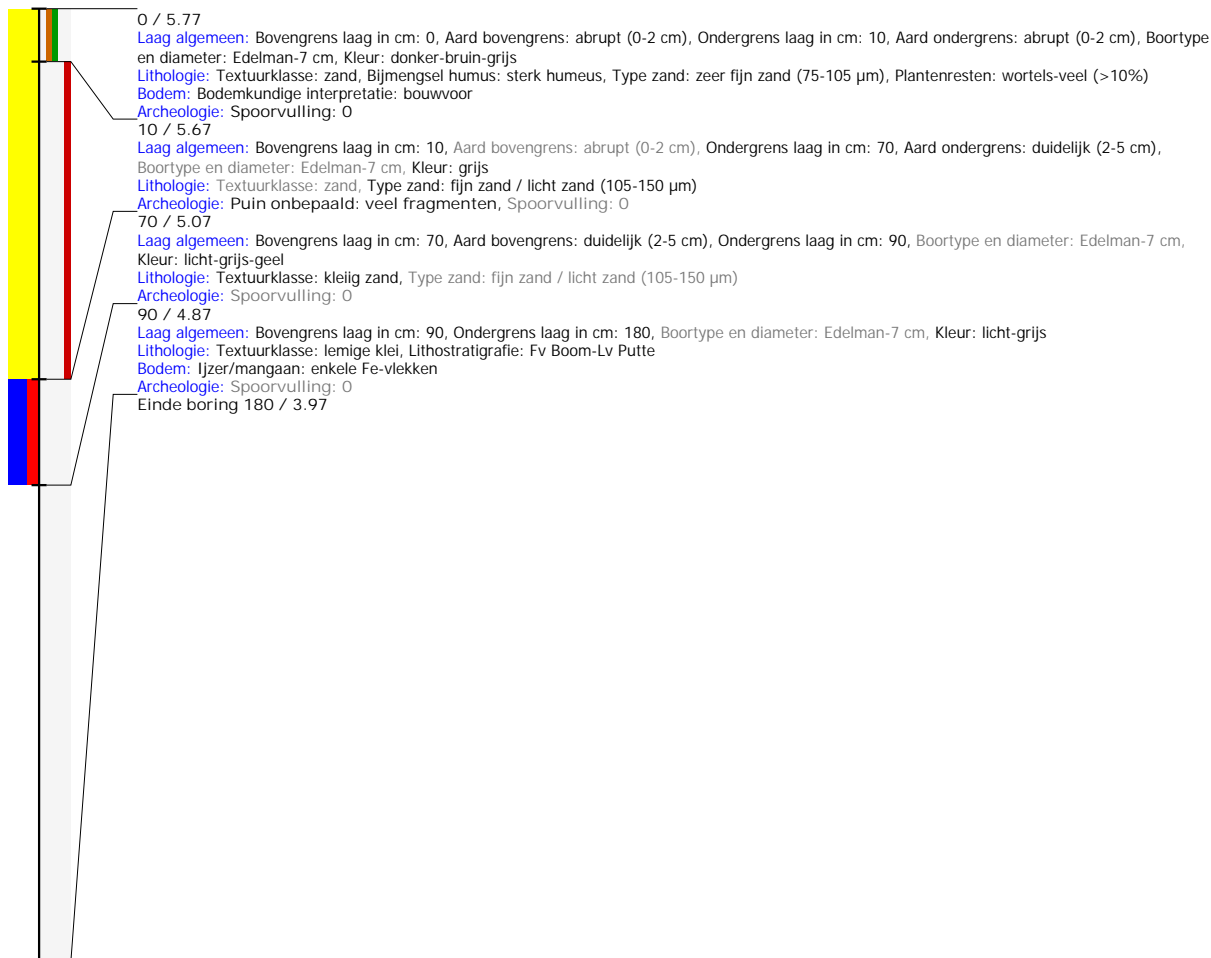 0 / 5.77
Laag algemeen: Bovengrens laag in cm: 0, Aard bovengrens: abrupt (0-2 cm), Ondergrens laag in cm: 10, Aard ondergrens: abrupt (0-2 cm), Boortype
en diameter: Edelman-7 cm, Kleur: donker-bruin-grijs
Lithologie: Textuurklasse: zand, Bijmengsel humus: sterk humeus, Type zand: zeer fijn zand (75-105 µm), Plantenresten: wortels-veel (>10%)
Bodem: Bodemkundige interpretatie: bouwvoor
Archeologie: Spoorvulling: 0
10 / 5.67
Laag algemeen: Bovengrens laag in cm: 10, Aard bovengrens: abrupt (0-2 cm), Ondergrens laag in cm: 70, Aard ondergrens: duidelijk (2-5 cm),
Boortype en diameter: Edelman-7 cm, Kleur: grijs
Lithologie: Textuurklasse: zand, Type zand: fijn zand / licht zand (105-150 µm)
Archeologie: Puin onbepaald: veel fragmenten, Spoorvulling: 0
70 / 5.07
Laag algemeen: Bovengrens laag in cm: 70, Aard bovengrens: duidelijk (2-5 cm), Ondergrens laag in cm: 90, Boortype en diameter: Edelman-7 cm,
Kleur: licht-grijs-geel
Lithologie: Textuurklasse: kleiig zand, Type zand: fijn zand / licht zand (105-150 µm)
Archeologie: Spoorvulling: 0
90 / 4.87
Laag algemeen: Bovengrens laag in cm: 90, Ondergrens laag in cm: 180, Boortype en diameter: Edelman-7 cm, Kleur: licht-grijs
Lithologie: Textuurklasse: lemige klei, Lithostratigrafie: Fv Boom-Lv Putte
Bodem: Ijzer/mangaan: enkele Fe-vlekken
Archeologie: Spoorvulling: 0
Einde boring 180 / 3.97